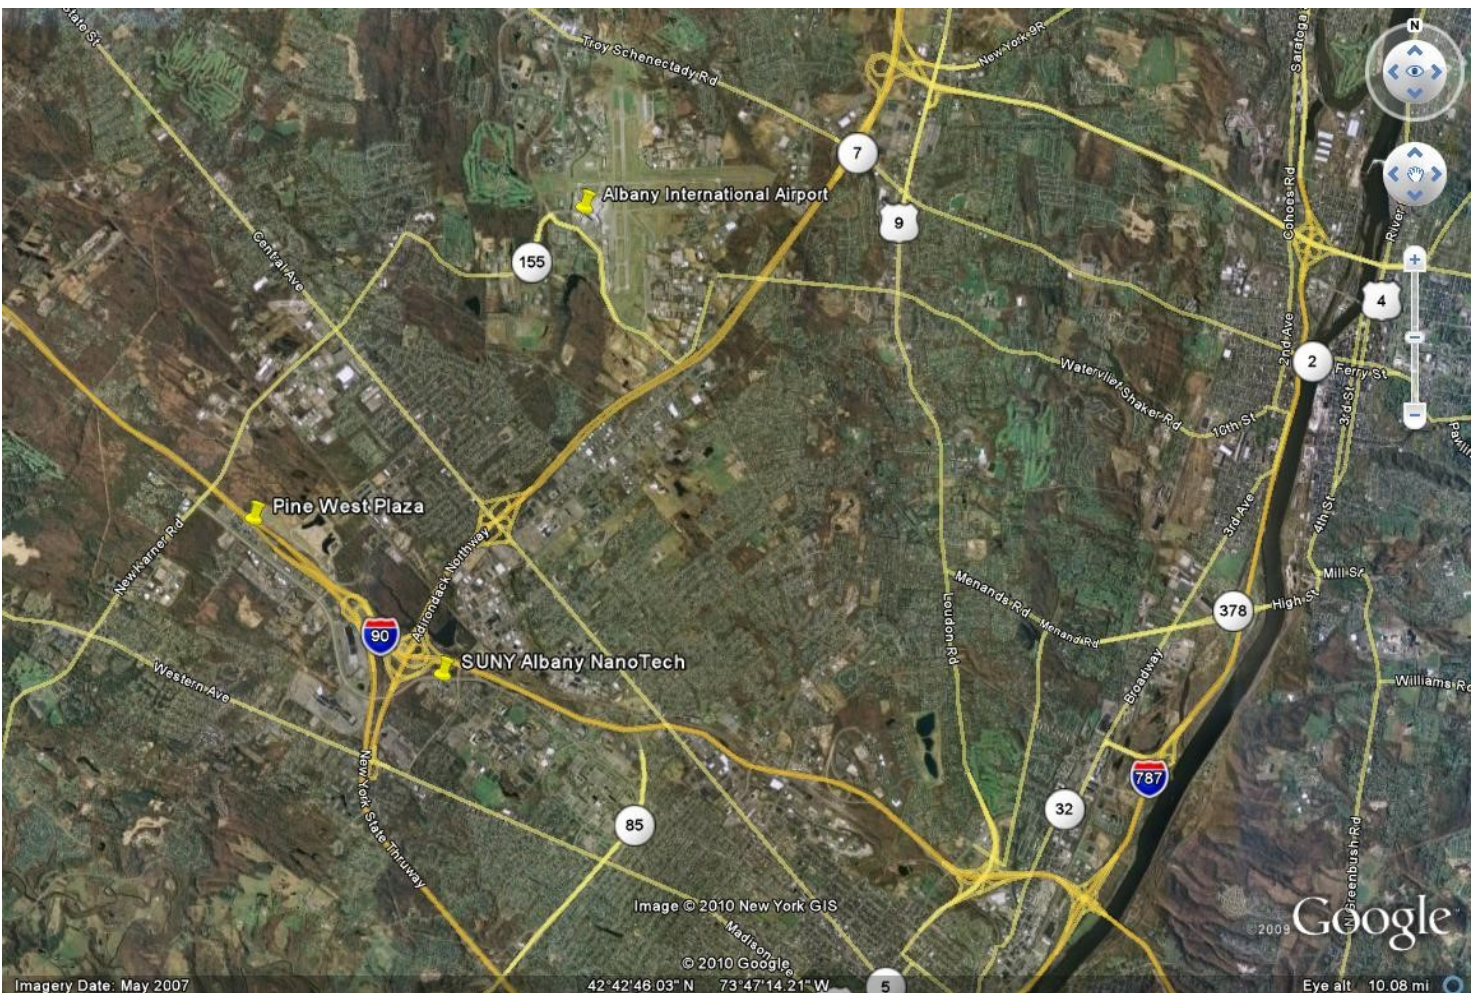 State St
Troy Schenectady Rd
New York 9R
Saratoga
N
7
Albany International Airport
9
Cohoes Rd
River
155
Central Ave
4
2nd Ave
2
Ferry St
3rd St
Watervliet Shaker Rd
10th St
Pine West Plaza
New Karner Rd
Adirondack Northway
3rd Ave
4th St
Mill St
Menands Rd
Menand Rd
378
High St
Loudon Rd
90
SUNY Albany NanoTech
Western Ave
Broadway
Williams Rd
New York State Thruway
787
32
85
N Greenbush Rd
Image © 2010 New York GIS
Madison
© 2009 Google
© 2010 Google
Imagery Date: May 2007
42°42'46.03" N 73°47'14.21" W
5
Eye alt 10.08 mi